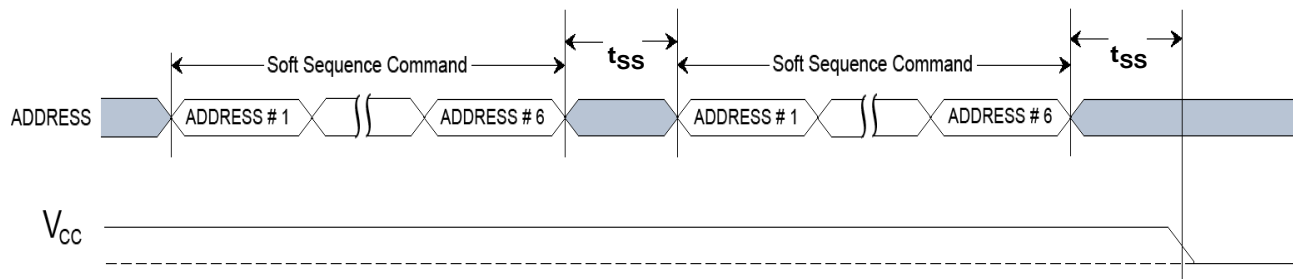 tSS
tSS
Soft Sequence Command
Soft Sequence Command
ADDRESS
ADDRESS # 1
ADDRESS # 6
ADDRESS # 1
ADDRESS # 6
VCC